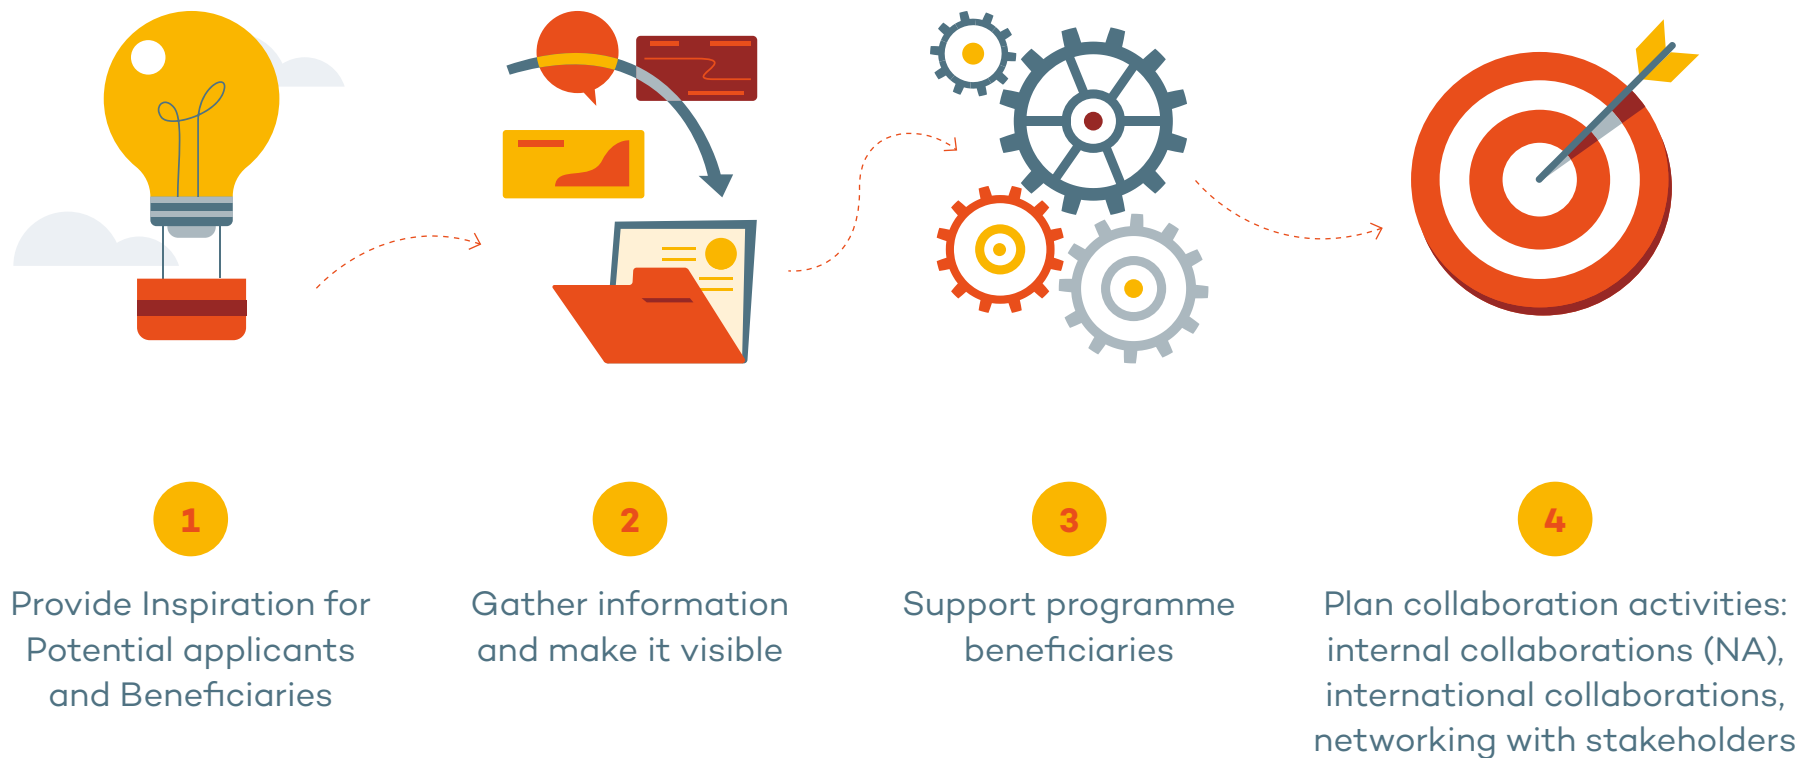 1
Provide Inspiration for
Potential applicants
and Beneficiaries
2
Gather information
and make it visible
3
Support programme
beneficiaries
4
Plan collaboration activities:
internal collaborations (NA),
international collaborations,
networking with stakeholders